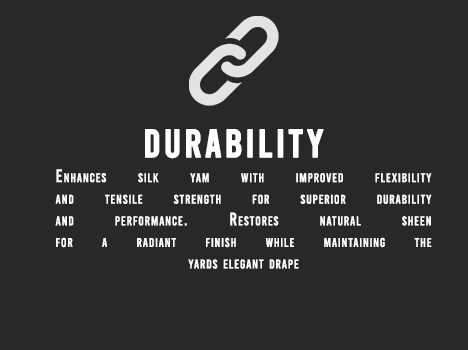 DURABILITY
Enhances silk yam with improved flexibility
and tensile strength for superior durability
and performance. Restores natural sheen
for a radiant finish while maintaining the
yards elegant drape